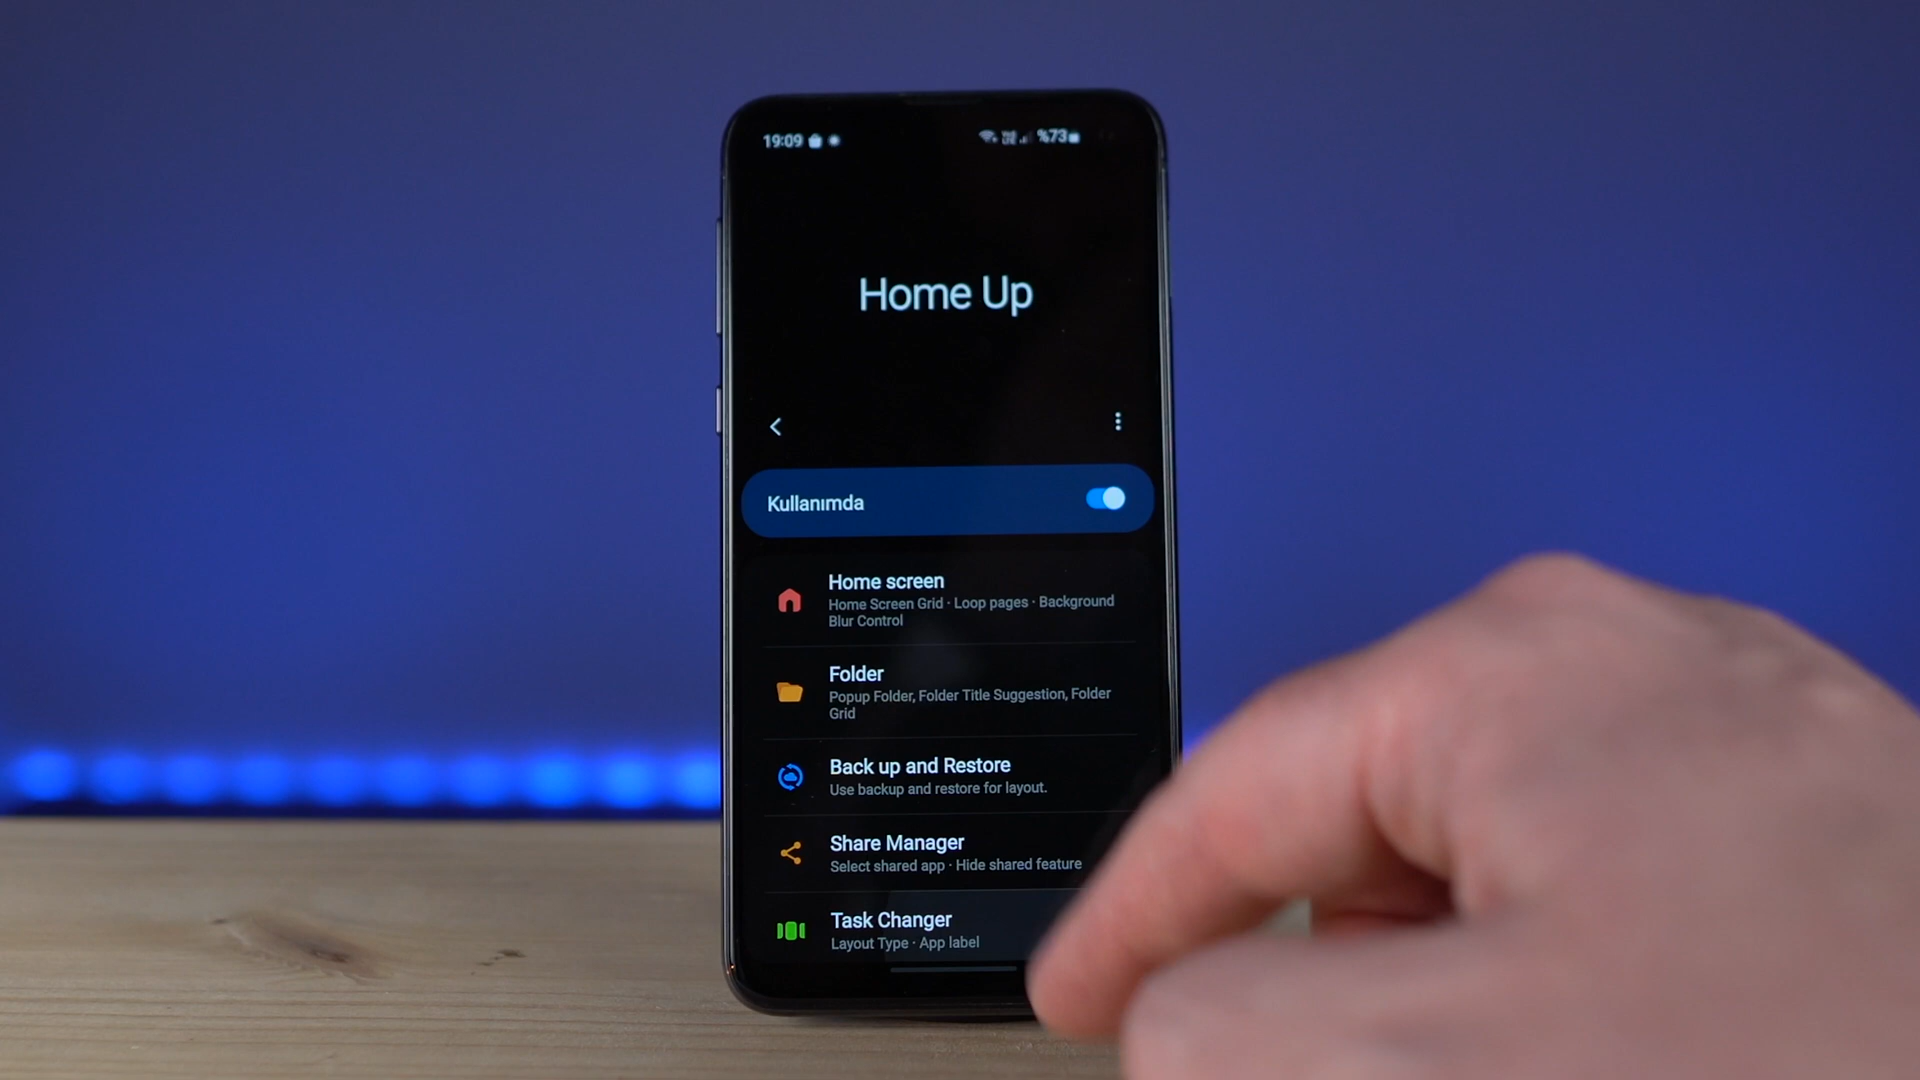 19:09
%73
Home Up
Kullanımda
Home screen
Home Screen Grid · Loop pages · Background
Blur Control
Folder
Popup Folder, Folder Title Suggestion, Folder
Grid
Back up and Restore
Use backup and restore for layout.
Share Manager
Select shared app · Hide shared feature
Task Changer
Layout Type · App label